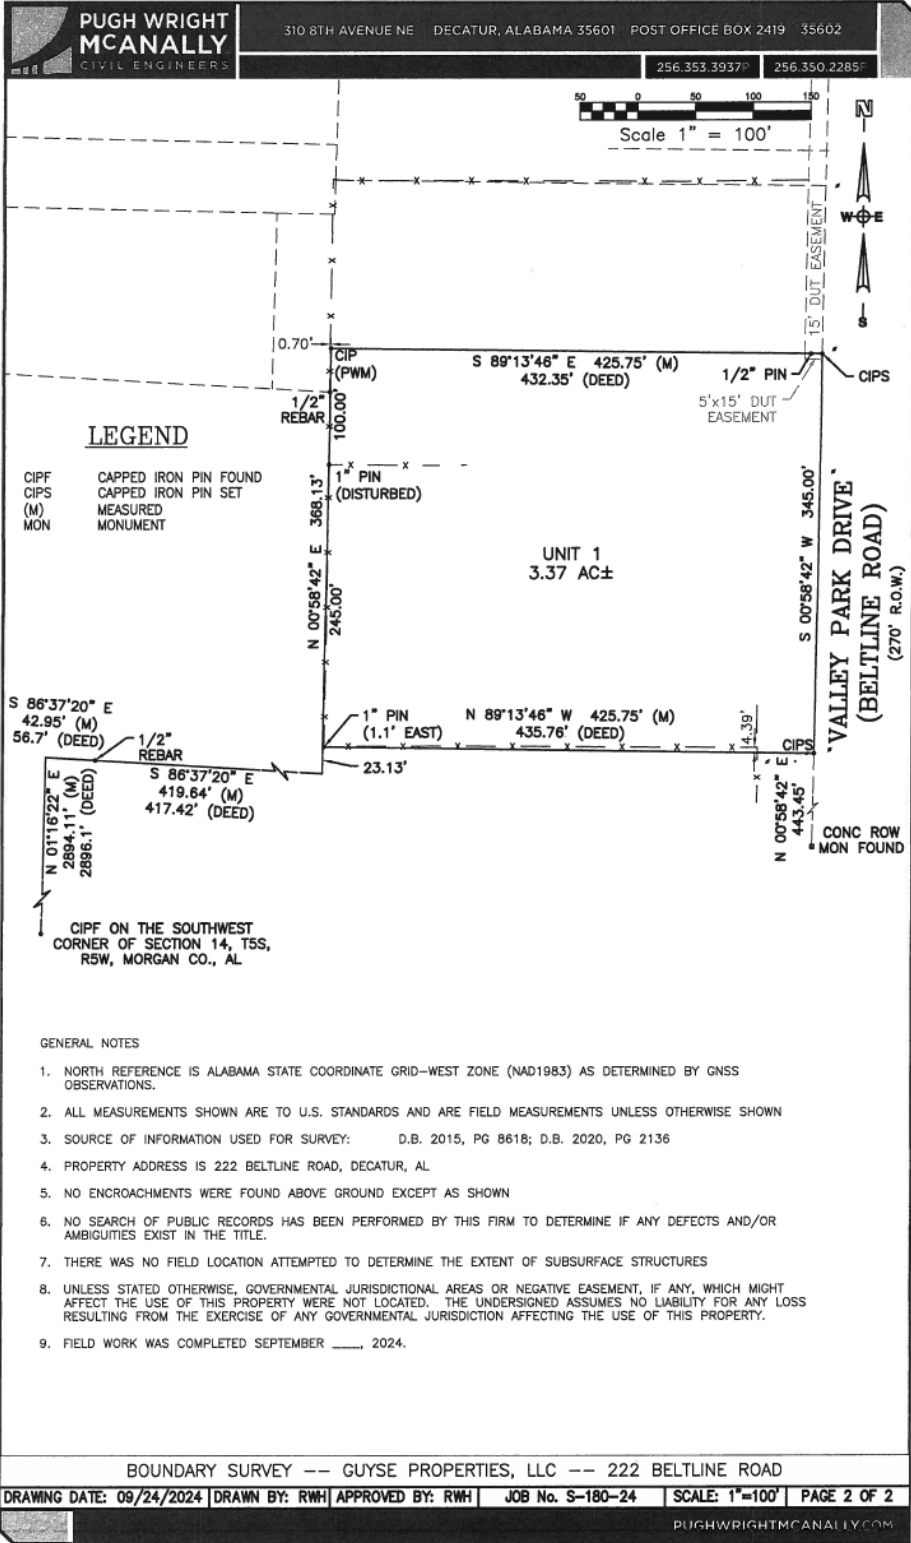 PUGH WRIGHT
McANALLY
CIVIL ENGINEERS
310 8TH AVENUE NE DECATUR, ALABAMA 35601 POST OFFICE BOX 2419 35602
256.353.3937P 256.350.2285F
50 0 50 100 150
Scale 1" = 100'
N
W E
S
15' DUT EASEMENT
0.70'
CIP
(PWM)
S 89°13'46" E 425.75' (M)
432.35' (DEED)
1/2" PIN
CIPS
5'x15' DUT
EASEMENT
1/2"
REBAR
100.00'
LEGEND
CIPF CAPPED IRON PIN FOUND
CIPS CAPPED IRON PIN SET
(M) MEASURED
MON MONUMENT
1" PIN
(DISTURBED)
N 00°58'42" E 368.13'
245.00'
UNIT 1
3.37 AC±
S 00°58'42" W 345.00'
"VALLEY PARK DRIVE"
(BELTLINE ROAD)
(270' R.O.W.)
S 86°37'20" E
42.95' (M)
56.7' (DEED)
1/2"
REBAR
1" PIN
(1.1' EAST)
N 89°13'46" W 425.75' (M)
435.76' (DEED)
4.39'
CIPS
23.13'
S 86°37'20" E
419.64' (M)
417.42' (DEED)
N 01°16'22" E
2894.11' (M)
2896.1' (DEED)
N 00°58'42" E
443.45'
CONC ROW
MON FOUND
CIPF ON THE SOUTHWEST
CORNER OF SECTION 14, T5S,
R5W, MORGAN CO., AL
GENERAL NOTES
1. NORTH REFERENCE IS ALABAMA STATE COORDINATE GRID-WEST ZONE (NAD1983) AS DETERMINED BY GNSS
OBSERVATIONS.
2. ALL MEASUREMENTS SHOWN ARE TO U.S. STANDARDS AND ARE FIELD MEASUREMENTS UNLESS OTHERWISE SHOWN
3. SOURCE OF INFORMATION USED FOR SURVEY: D.B. 2015, PG 8618; D.B. 2020, PG 2136
4. PROPERTY ADDRESS IS 222 BELTLINE ROAD, DECATUR, AL
5. NO ENCROACHMENTS WERE FOUND ABOVE GROUND EXCEPT AS SHOWN
6. NO SEARCH OF PUBLIC RECORDS HAS BEEN PERFORMED BY THIS FIRM TO DETERMINE IF ANY DEFECTS AND/OR
AMBIGUITIES EXIST IN THE TITLE.
7. THERE WAS NO FIELD LOCATION ATTEMPTED TO DETERMINE THE EXTENT OF SUBSURFACE STRUCTURES
8. UNLESS STATED OTHERWISE, GOVERNMENTAL JURISDICTIONAL AREAS OR NEGATIVE EASEMENT, IF ANY, WHICH MIGHT
AFFECT THE USE OF THIS PROPERTY WERE NOT LOCATED. THE UNDERSIGNED ASSUMES NO LIABILITY FOR ANY LOSS
RESULTING FROM THE EXERCISE OF ANY GOVERNMENTAL JURISDICTION AFFECTING THE USE OF THIS PROPERTY.
9. FIELD WORK WAS COMPLETED SEPTEMBER ____, 2024.
BOUNDARY SURVEY -- GUYSE PROPERTIES, LLC -- 222 BELTLINE ROAD
DRAWING DATE: 09/24/2024 DRAWN BY: RWH APPROVED BY: RWH JOB No. S-180-24 SCALE: 1"=100' PAGE 2 OF 2
PUGHWRIGHTMCANALLY.COM